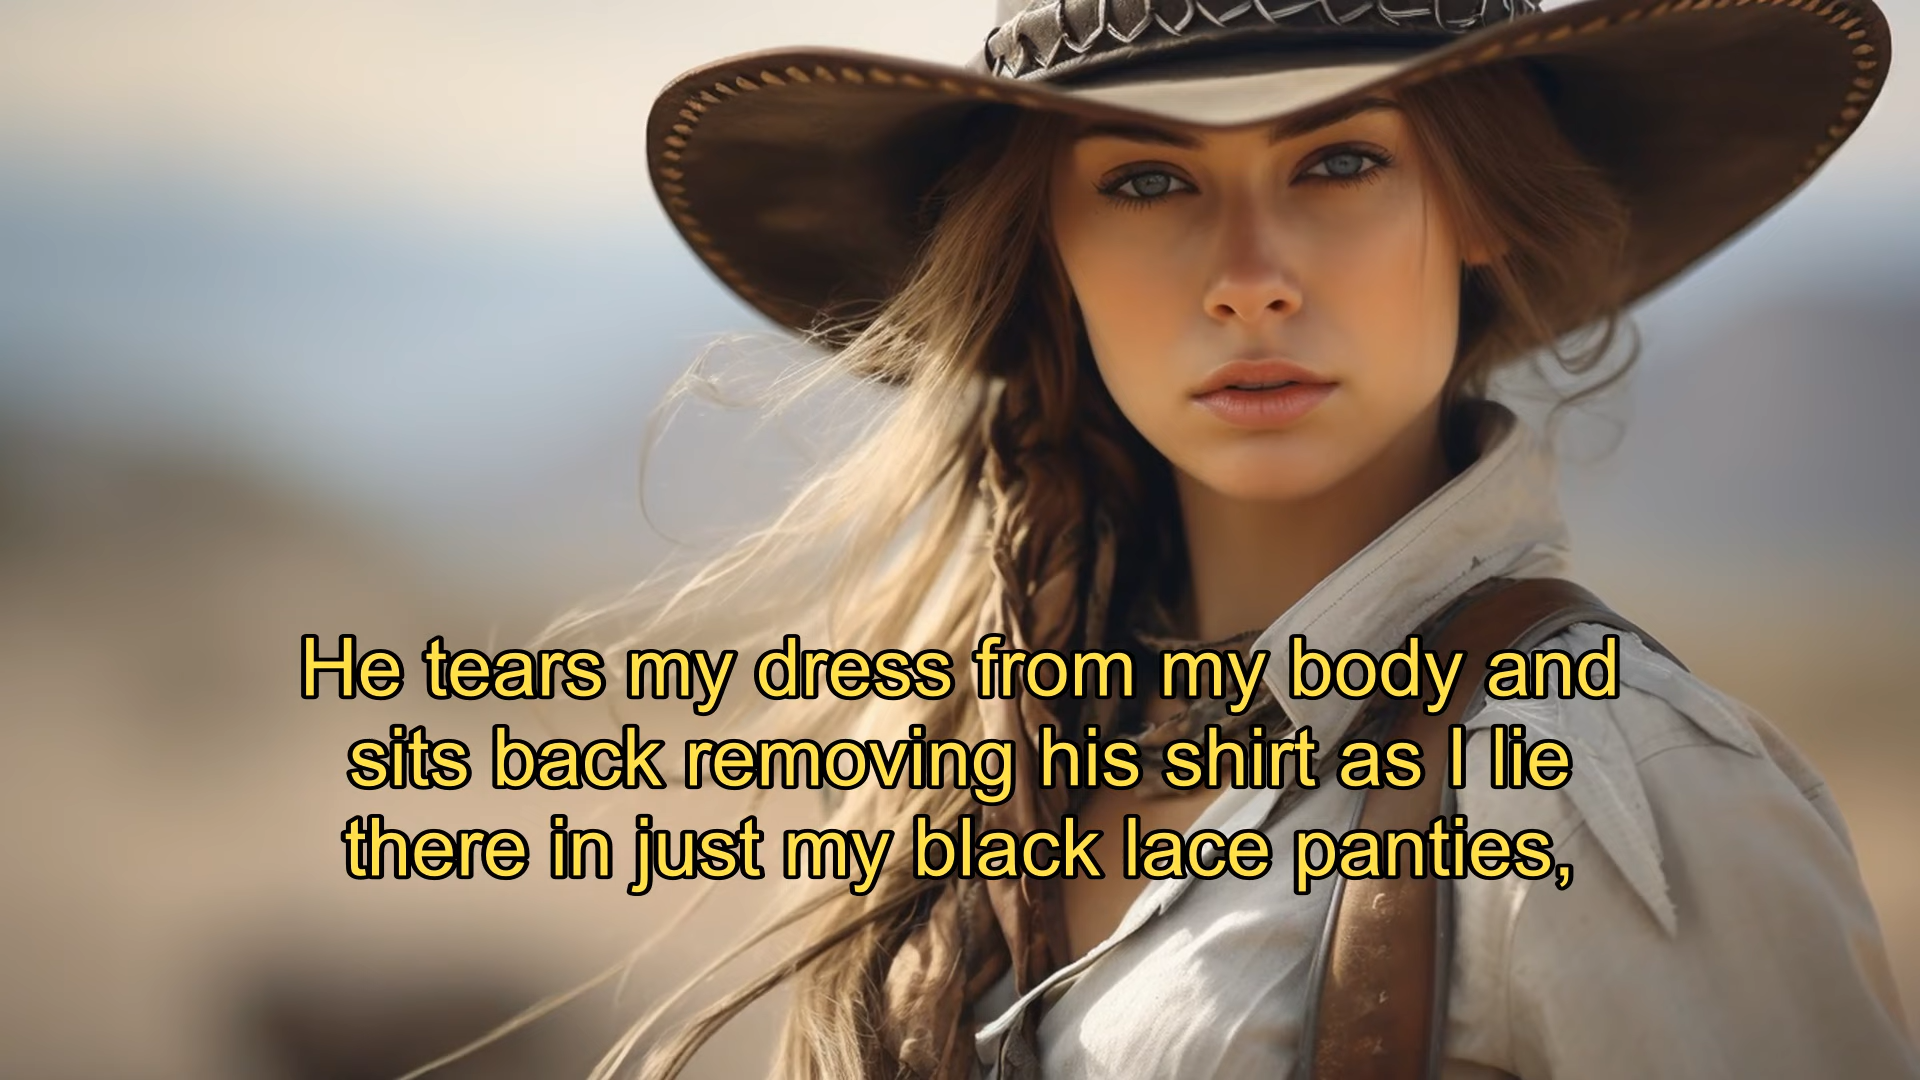 He tears my dress from my body and
sits back removing his shirt as I lie
there in just my black lace panties,